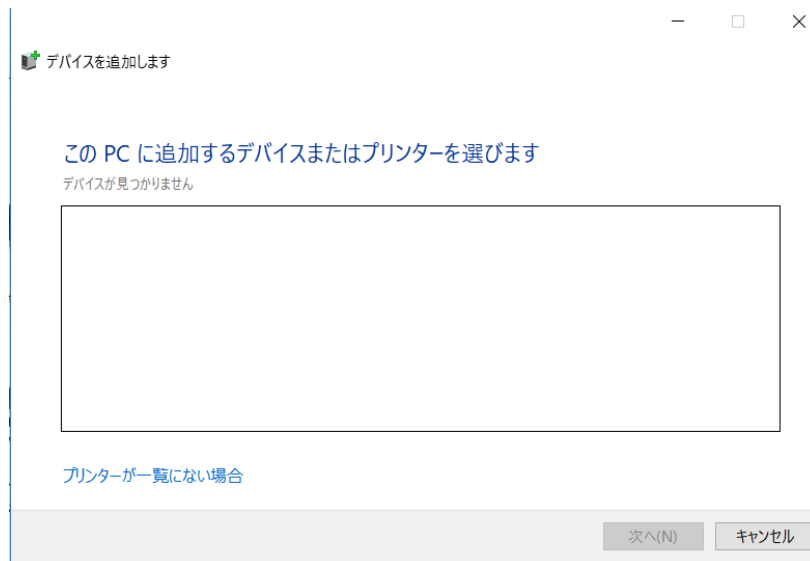 デバイスを追加します
この PC に追加するデバイスまたはプリンターを選びます
デバイスが見つかりません
プリンターが一覧にない場合
次へ(N)
キャンセル